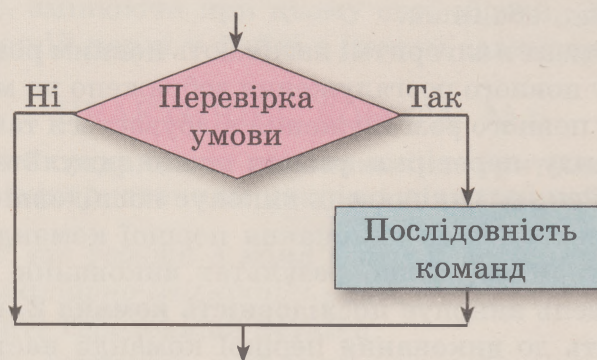 Ні
Перевірка
умови
Так
Послідовність
команд